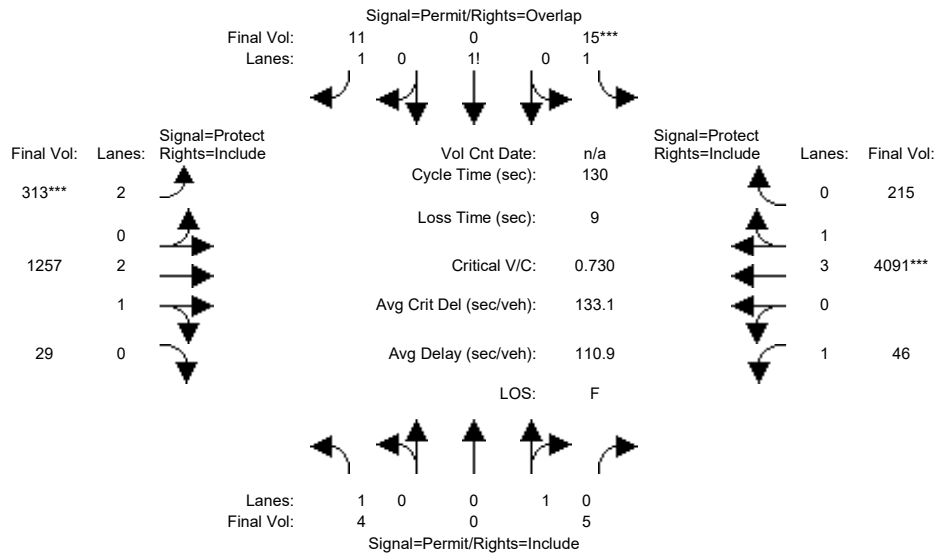 Signal=Permit/Rights=Overlap
Final Vol: 11 0 15***
Lanes: 1 0 1! 0 1
Signal=Protect Signal=Protect
Final Vol: Lanes: Rights=Include Vol Cnt Date: n/a Rights=Include Lanes: Final Vol:
Cycle Time (sec): 130
313*** 2 0 215
Loss Time (sec): 9
0 1
1257 2 Critical V/C: 0.730 3 4091***
1 Avg Crit Del (sec/veh): 133.1 0
29 0 Avg Delay (sec/veh): 110.9 1 46
LOS: F
Lanes: 1 0 0 1 0
Final Vol: 4 0 5
Signal=Permit/Rights=Include